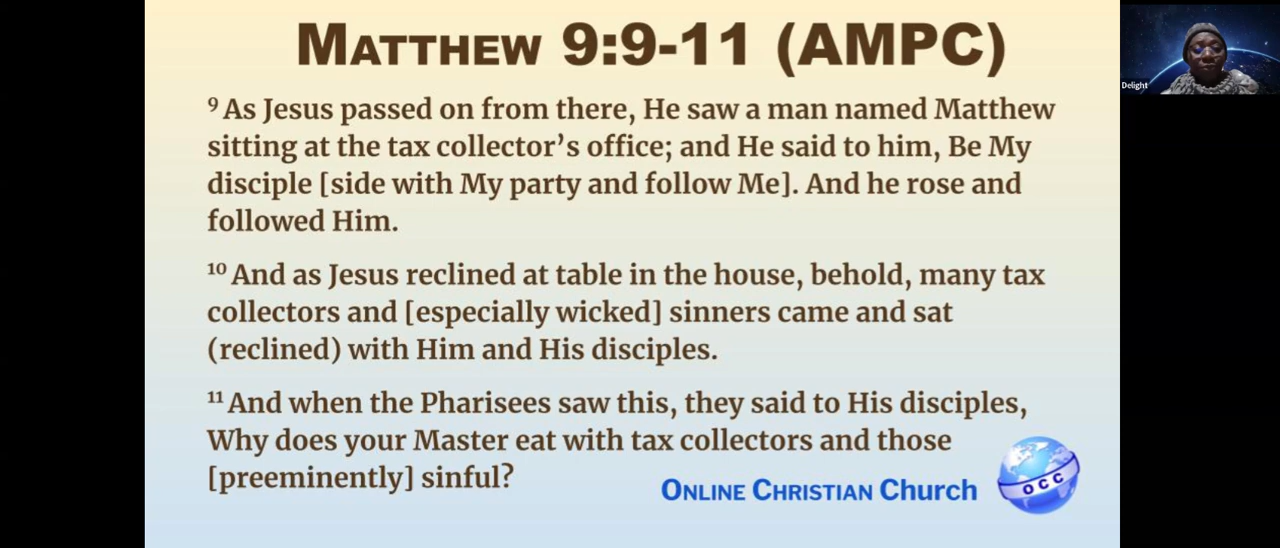 MATTHEW 9:9-11 (AMPC)
9 As Jesus passed on from there, He saw a man named Matthew
sitting at the tax collector’s office; and He said to him, Be My
disciple [side with My party and follow Me]. And he rose and
followed Him.
10 And as Jesus reclined at table in the house, behold, many tax
collectors and [especially wicked] sinners came and sat
(reclined) with Him and His disciples.
11 And when the Pharisees saw this, they said to His disciples,
Why does your Master eat with tax collectors and those
[preeminently] sinful?
ONLINE CHRISTIAN Church
OCC
Delight